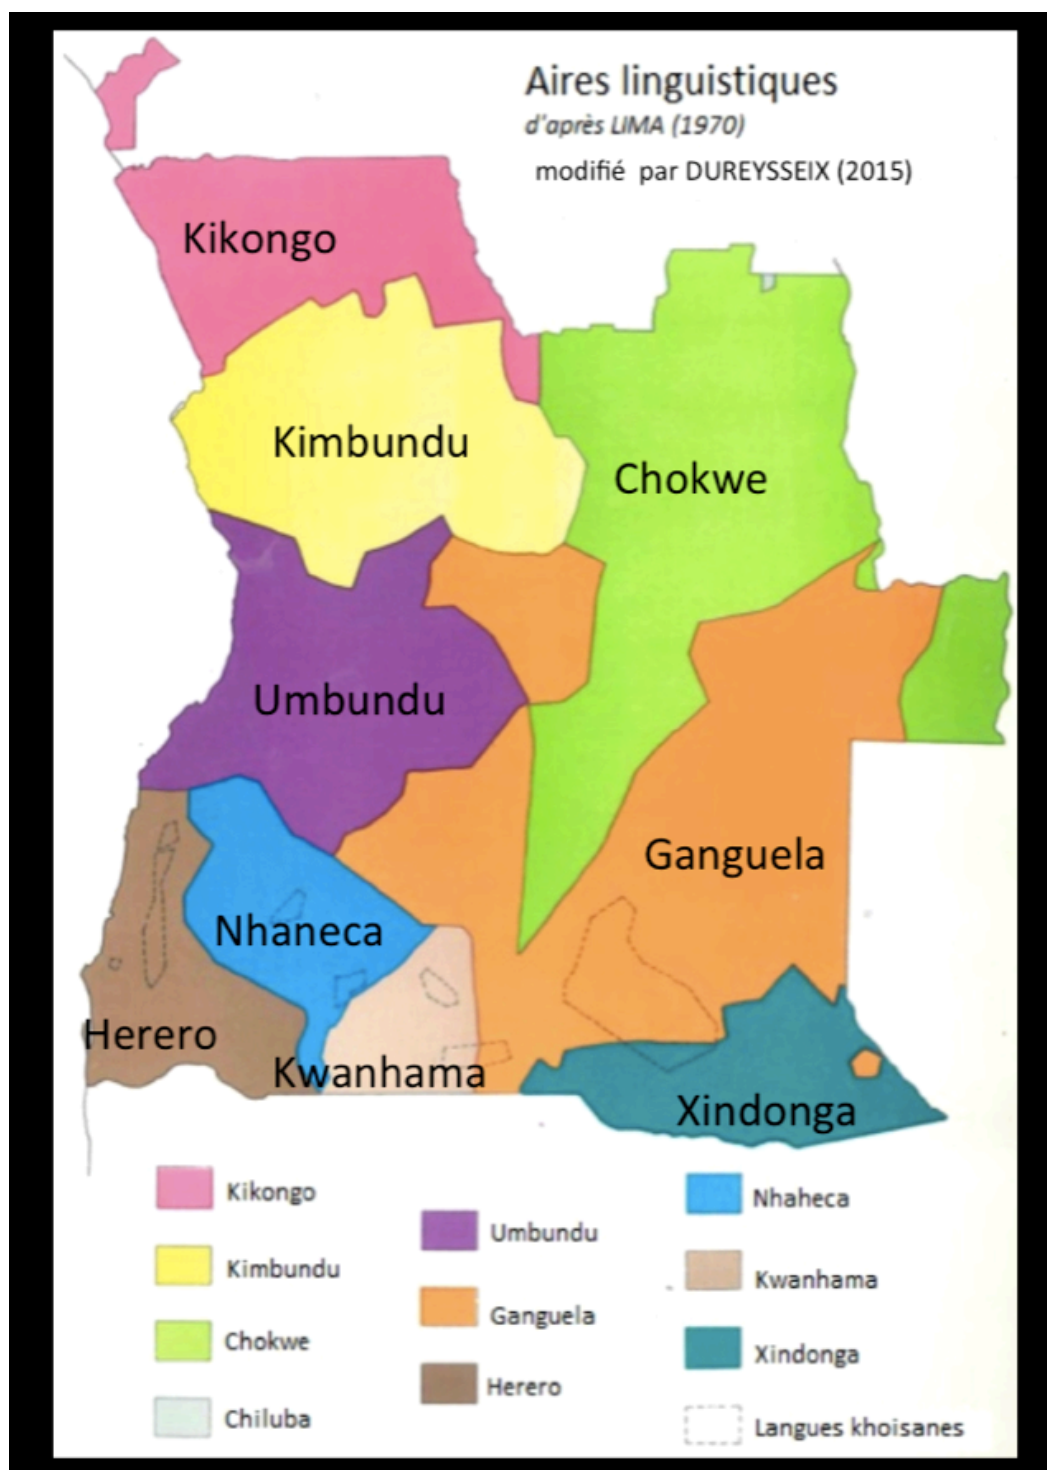 Aires linguistiques
d'après LIMA (1970)
modifié par DUREYSSEIX (2015)
Kikongo
Kimbundu
Chokwe
Umbundu
Ganguela
Nhaneca
Herero
Kwanhama
Xindonga
Kikongo
Kimbundu
Chokwe
Chiluba
Umbundu
Ganguela
Herero
Nhaheca
Kwanhama
Xindonga
Langues khoisanes